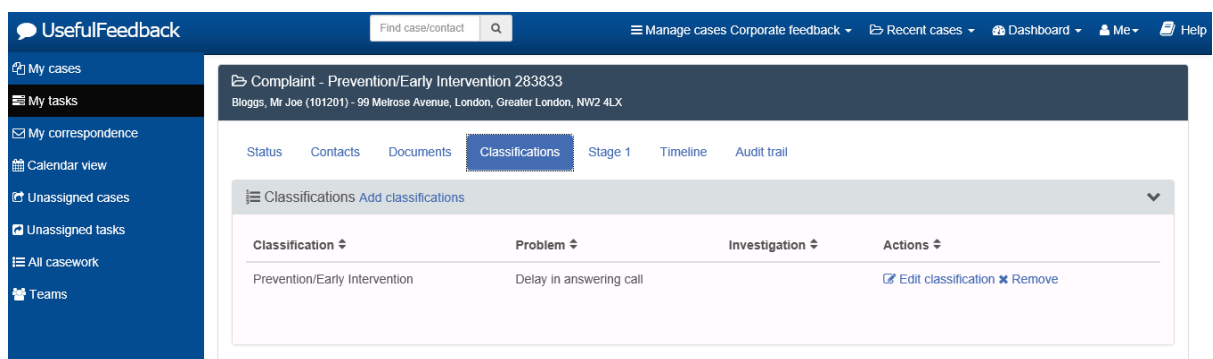 UsefulFeedback
Find case/contact
Manage cases Corporate feedback
Recent cases
Dashboard
Me
Help
My cases
My tasks
My correspondence
Calendar view
Unassigned cases
Unassigned tasks
All casework
Teams
Complaint - Prevention/Early Intervention 283833
Bloggs, Mr Joe (101201) - 99 Melrose Avenue, London, Greater London, NW2 4LX
Status Contacts Documents Classifications Stage 1 Timeline Audit trail
Classifications Add classifications
Classification Problem Investigation Actions
Prevention/Early Intervention Delay in answering call Edit classification Remove